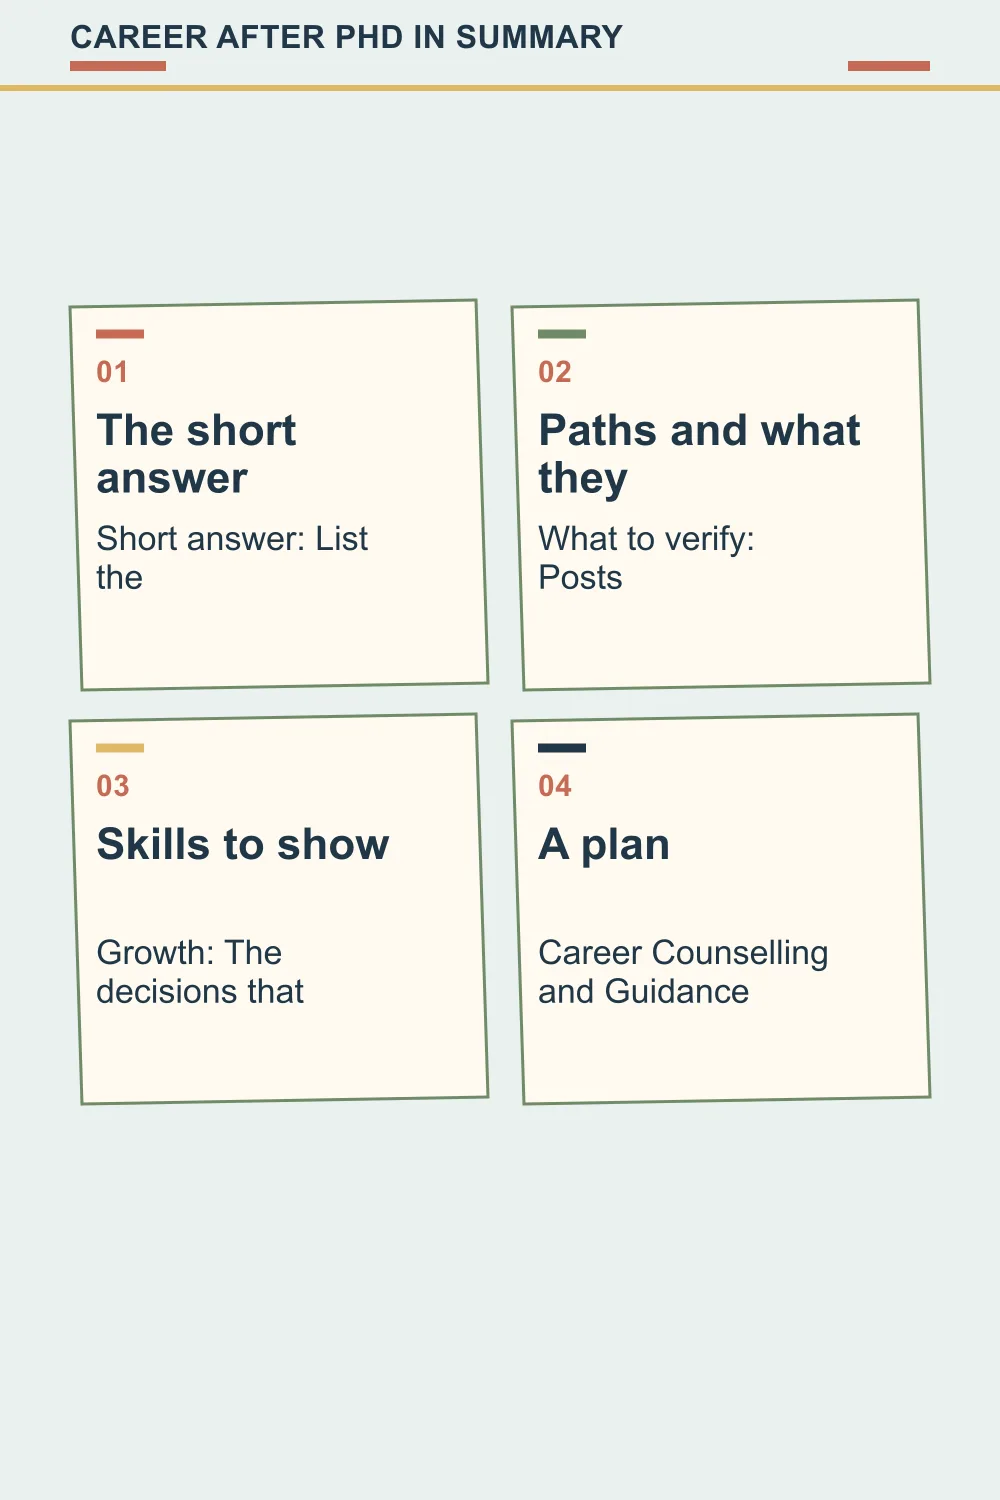 CAREER AFTER PHD IN SUMMARY
01
The short
answer
Short answer: List
the
02
Paths and what
they
What to verify:
Posts
03
Skills to show
Growth: The
decisions that
04
A plan
Career Counselling
and Guidance